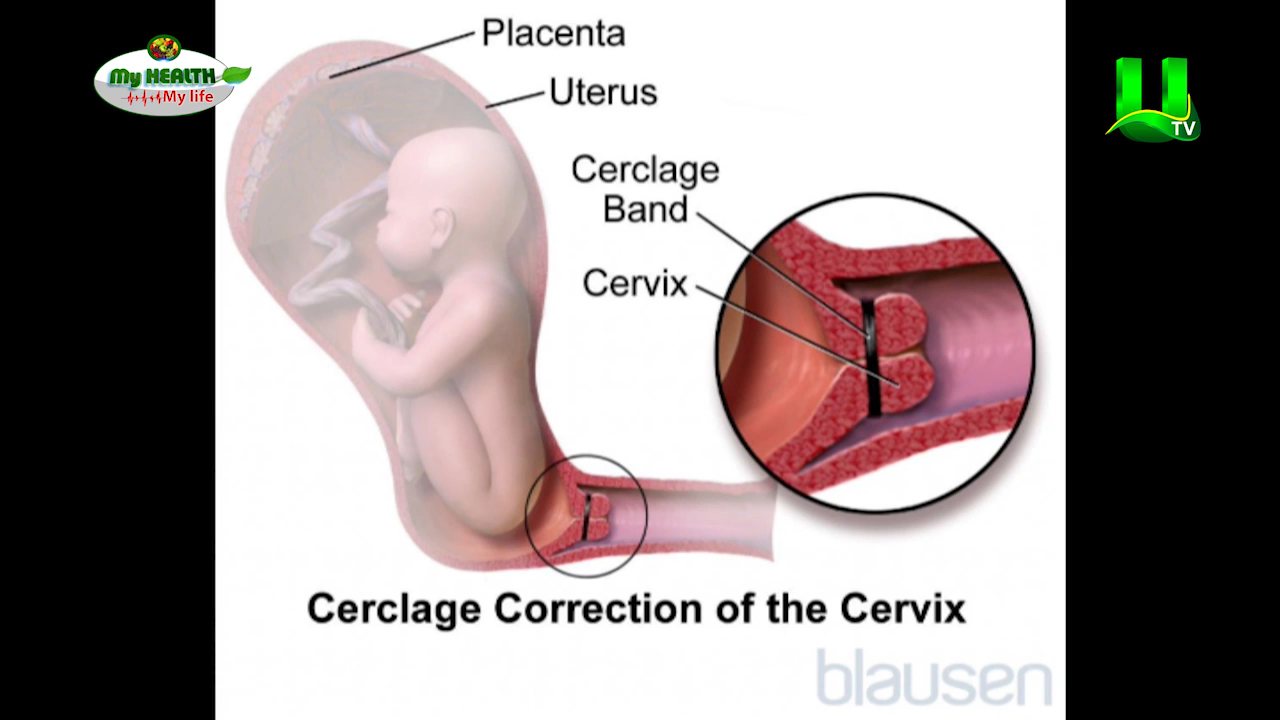 My HEALTH
My life
U
TV
Placenta
Uterus
Cerclage
Band
Cervix
Cerclage Correction of the Cervix
blausen